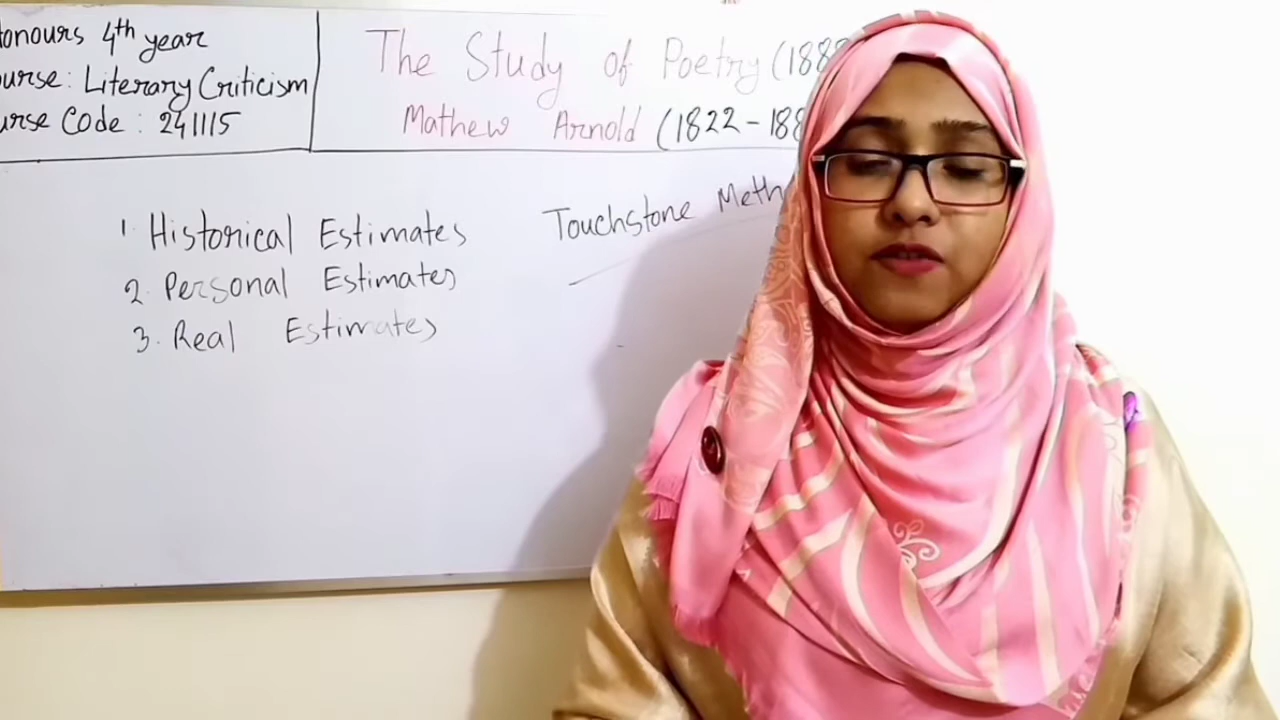 onours 4th year
urse: Literary Criticism
urse Code: 241115
The Study of Poetry (188
Mathew Arnold (1822-188
1. Historical Estimates
2. Personal Estimates
3. Real Estimates
Touchstone Meth